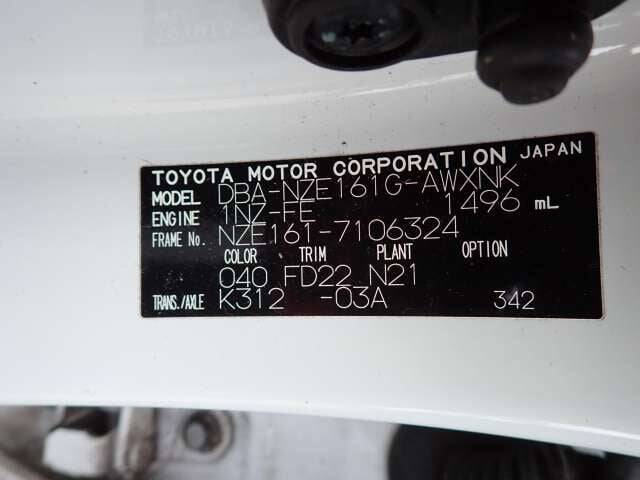 TOYOTA MOTOR CORPORATION JAPAN
MODEL DBA-NZE161G-AWXNK
ENGINE 1NZ-FE 1496 mL
FRAME No. NZE161-7106324
COLOR TRIM PLANT OPTION
040 FD22 N21
TRANS./AXLE K312 -03A 342